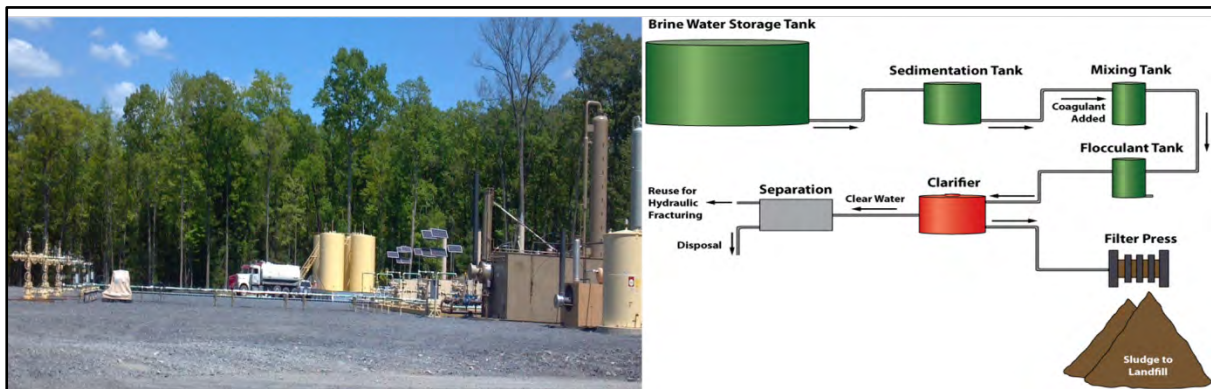 Brine Water Storage Tank
Sedimentation Tank
Mixing Tank
Coagulant
Added
Flocculant Tank
Clarifier
Clear Water
Separation
Reuse for
Hydraulic
Fracturing
Disposal
Filter Press
Sludge to
Landfill